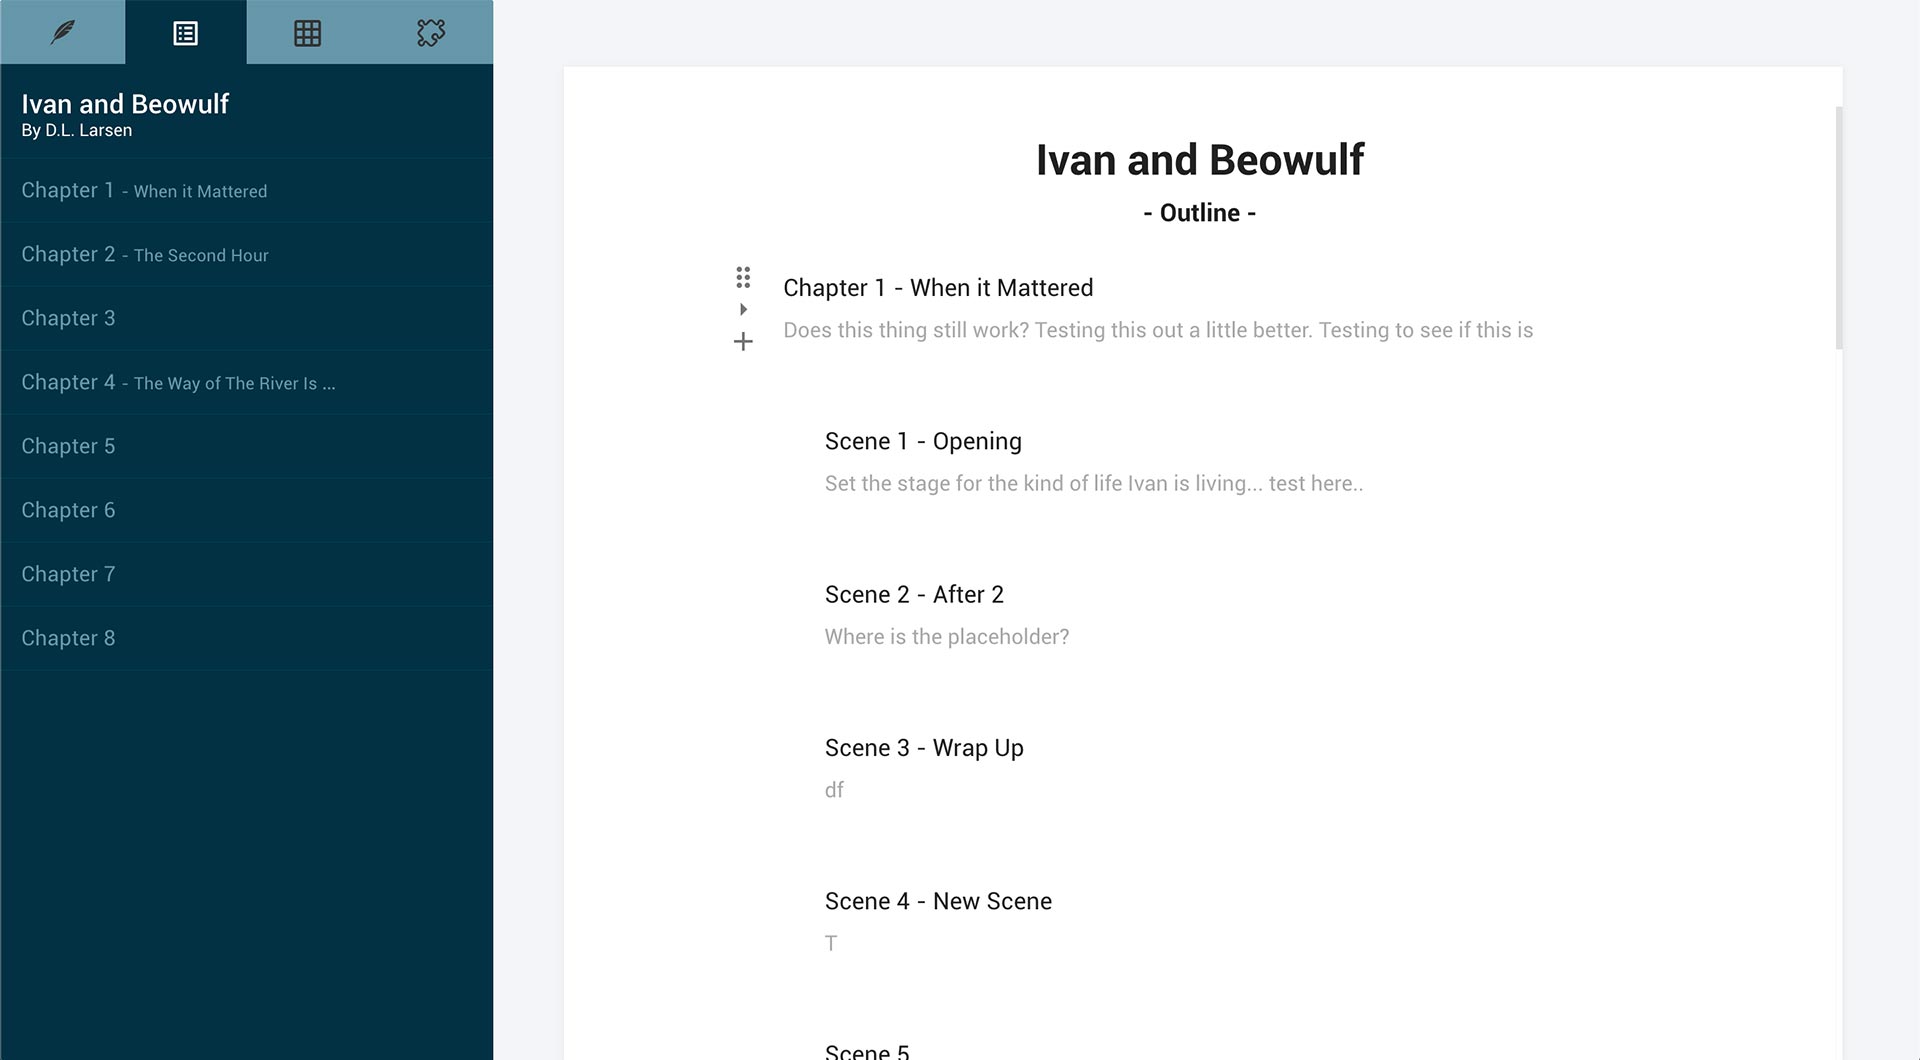 Ivan and Beowulf
By D.L. Larsen
Chapter 1 - When it Mattered
Chapter 2 - The Second Hour
Chapter 3
Chapter 4 - The Way of The River Is ...
Chapter 5
Chapter 6
Chapter 7
Chapter 8
Ivan and Beowulf
- Outline -
Chapter 1 - When it Mattered
Does this thing still work? Testing this out a little better. Testing to see if this is
Scene 1 - Opening
Set the stage for the kind of life Ivan is living... test here..
Scene 2 - After 2
Where is the placeholder?
Scene 3 - Wrap Up
df
Scene 4 - New Scene
T
Scene 5